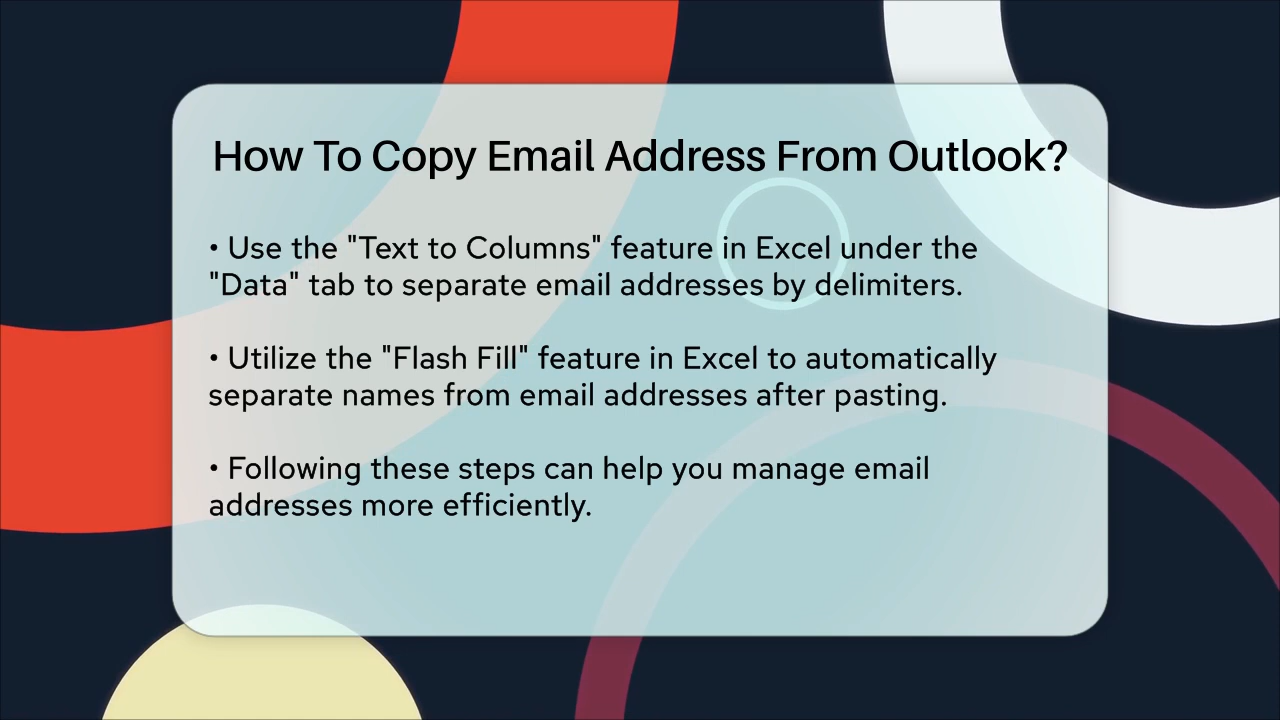 How To Copy Email Address From Outlook?
• Use the "Text to Columns" feature in Excel under the
"Data" tab to separate email addresses by delimiters.
• Utilize the "Flash Fill" feature in Excel to automatically
separate names from email addresses after pasting.
• Following these steps can help you manage email
addresses more efficiently.